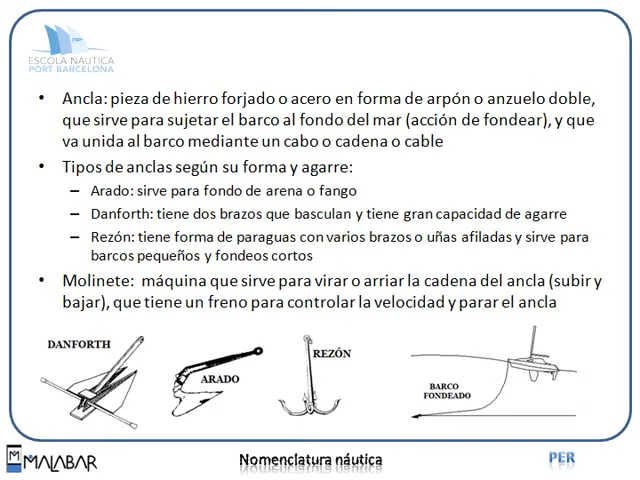 ESCOLA NÁUTICA
PORT BARCELONA
• Ancla: pieza de hierro forjado o acero en forma de arpón o anzuelo doble,
que sirve para sujetar el barco al fondo del mar (acción de fondear), y que
va unida al barco mediante un cabo o cadena o cable
• Tipos de anclas según su forma y agarre:
– Arado: sirve para fondo de arena o fango
– Danforth: tiene dos brazos que basculan y tiene gran capacidad de agarre
– Rezón: tiene forma de paraguas con varios brazos o uñas afiladas y sirve para
barcos pequeños y fondeos cortos
• Molinete: máquina que sirve para virar o arriar la cadena del ancla (subir y
bajar), que tiene un freno para controlar la velocidad y parar el ancla
DANFORTH
ARADO
REZÓN
BARCO
FONDEADO
MALABAR
Nomenclatura náutica
PER